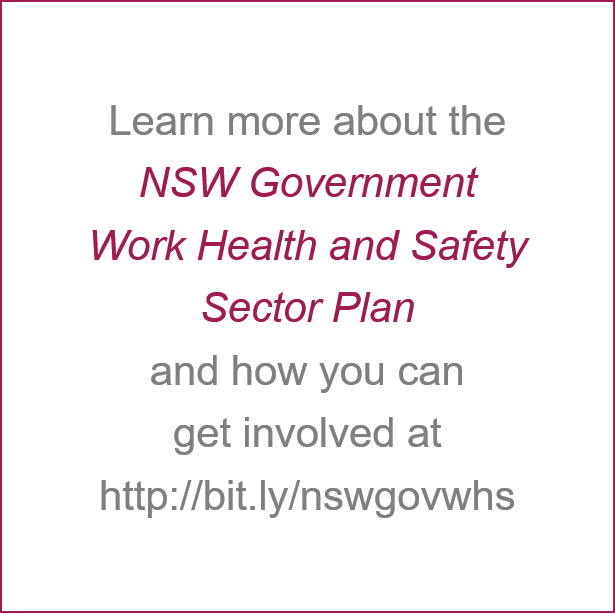 Learn more about the
NSW Government
Work Health and Safety
Sector Plan
and how you can
get involved at
http://bit.ly/nswgovwhs